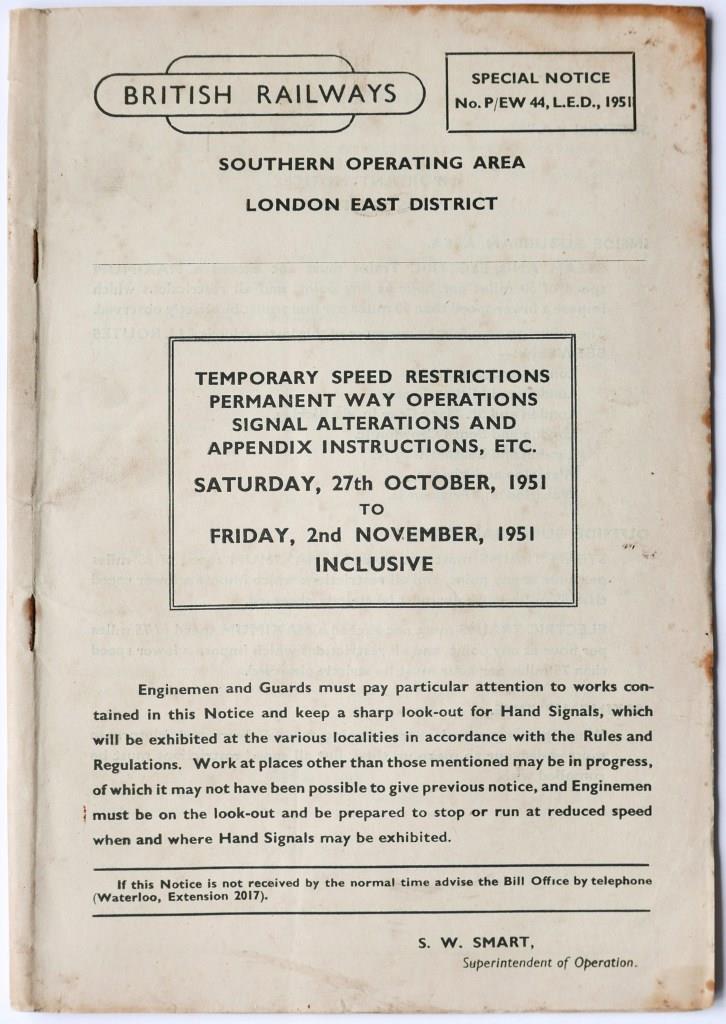 BRITISH RAILWAYS
SPECIAL NOTICE
No. P/EW 44, L.E.D., 1951
SOUTHERN OPERATING AREA
LONDON EAST DISTRICT
TEMPORARY SPEED RESTRICTIONS
PERMANENT WAY OPERATIONS
SIGNAL ALTERATIONS AND
APPENDIX INSTRUCTIONS, ETC.
SATURDAY, 27th OCTOBER, 1951
TO
FRIDAY, 2nd NOVEMBER, 1951
INCLUSIVE
Enginemen and Guards must pay particular attention to works con-
tained in this Notice and keep a sharp look-out for Hand Signals, which
will be exhibited at the various localities in accordance with the Rules and
Regulations. Work at places other than those mentioned may be in progress,
of which it may not have been possible to give previous notice, and Enginemen
must be on the look-out and be prepared to stop or run at reduced speed
when and where Hand Signals may be exhibited.
If this Notice is not received by the normal time advise the Bill Office by telephone
(Waterloo, Extension 2017).
S. W. SMART,
Superintendent of Operation.